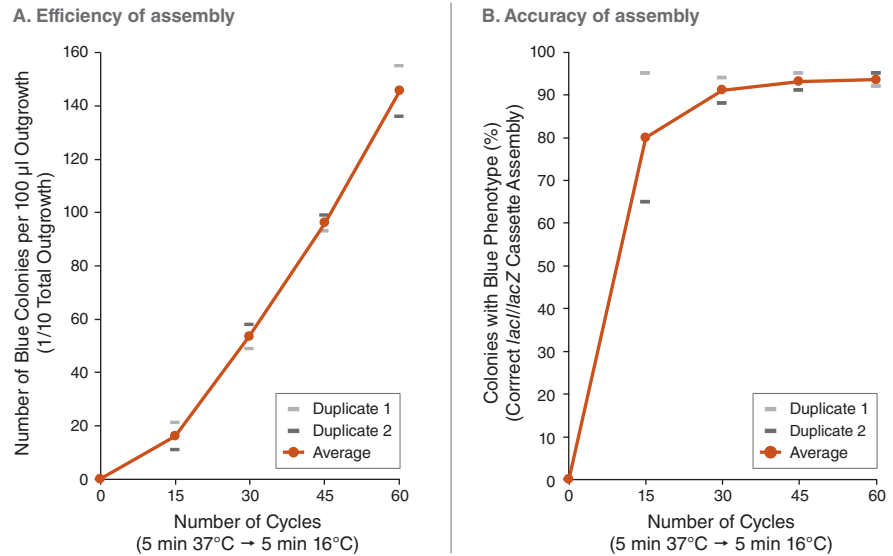 A. Efficiency of assembly
Number of Blue Colonies per 100 µl Outgrowth
(1/10 Total Outgrowth)
160
140
120
100
80
60
40
20
0
Duplicate 1
Duplicate 2
Average
0
15
30
45
60
Number of Cycles
(5 min 37°C → 5 min 16°C)
B. Accuracy of assembly
Colonies with Blue Phenotype (%)
(Corrrect lacI/lacZ Cassette Assembly)
100
90
80
70
60
50
40
30
20
10
0
Duplicate 1
Duplicate 2
Average
0
15
30
45
60
Number of Cycles
(5 min 37°C → 5 min 16°C)